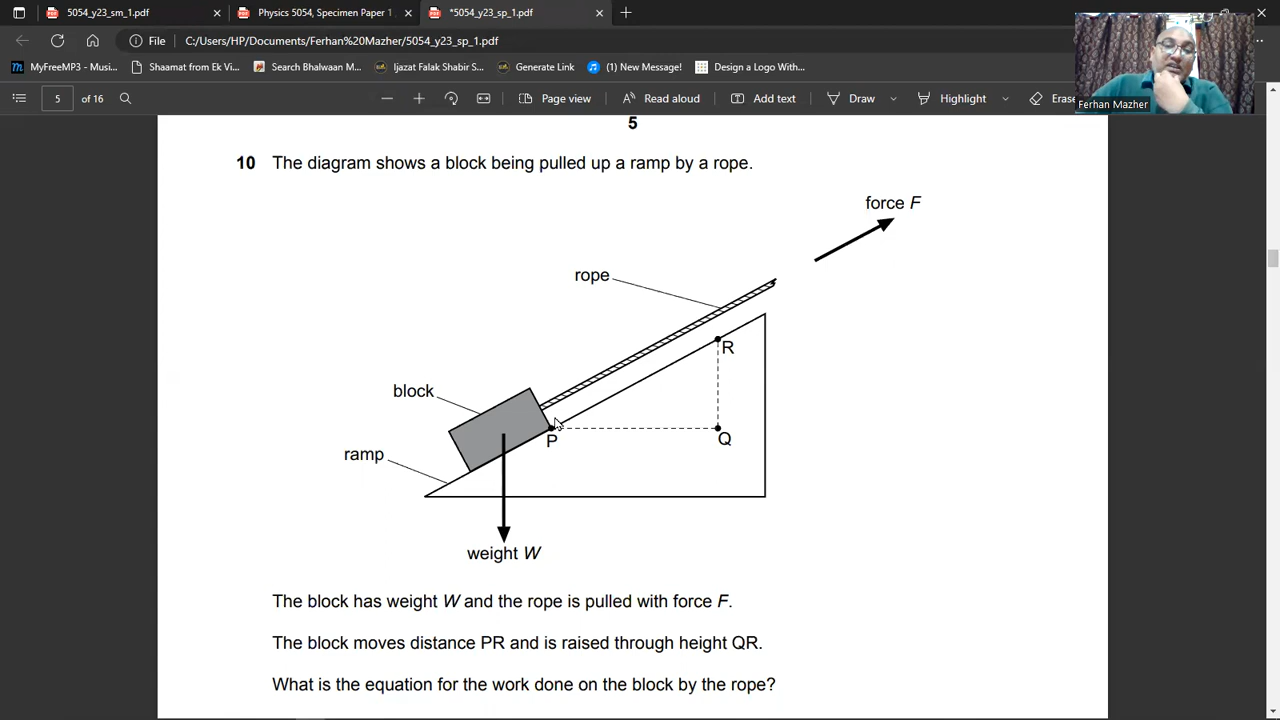 5054_y23_sm_1.pdf
Physics 5054, Specimen Paper 1
*5054_y23_sp_1.pdf
File
C:/Users/HP/Documents/Ferhan%20Mazher/5054_y23_sp_1.pdf
MyFreeMP3 - Musi...
Shaamat from Ek Vi...
Search Bhalwaan M...
Ijazat Falak Shabir S...
Generate Link
(1) New Message!
Design a Logo With...
5 of 16
Page view
Read aloud
Add text
Draw
Highlight
Erase
Ferhan Mazher
5
10 The diagram shows a block being pulled up a ramp by a rope.
force F
rope
R
block
P
Q
ramp
weight W
The block has weight W and the rope is pulled with force F.
The block moves distance PR and is raised through height QR.
What is the equation for the work done on the block by the rope?